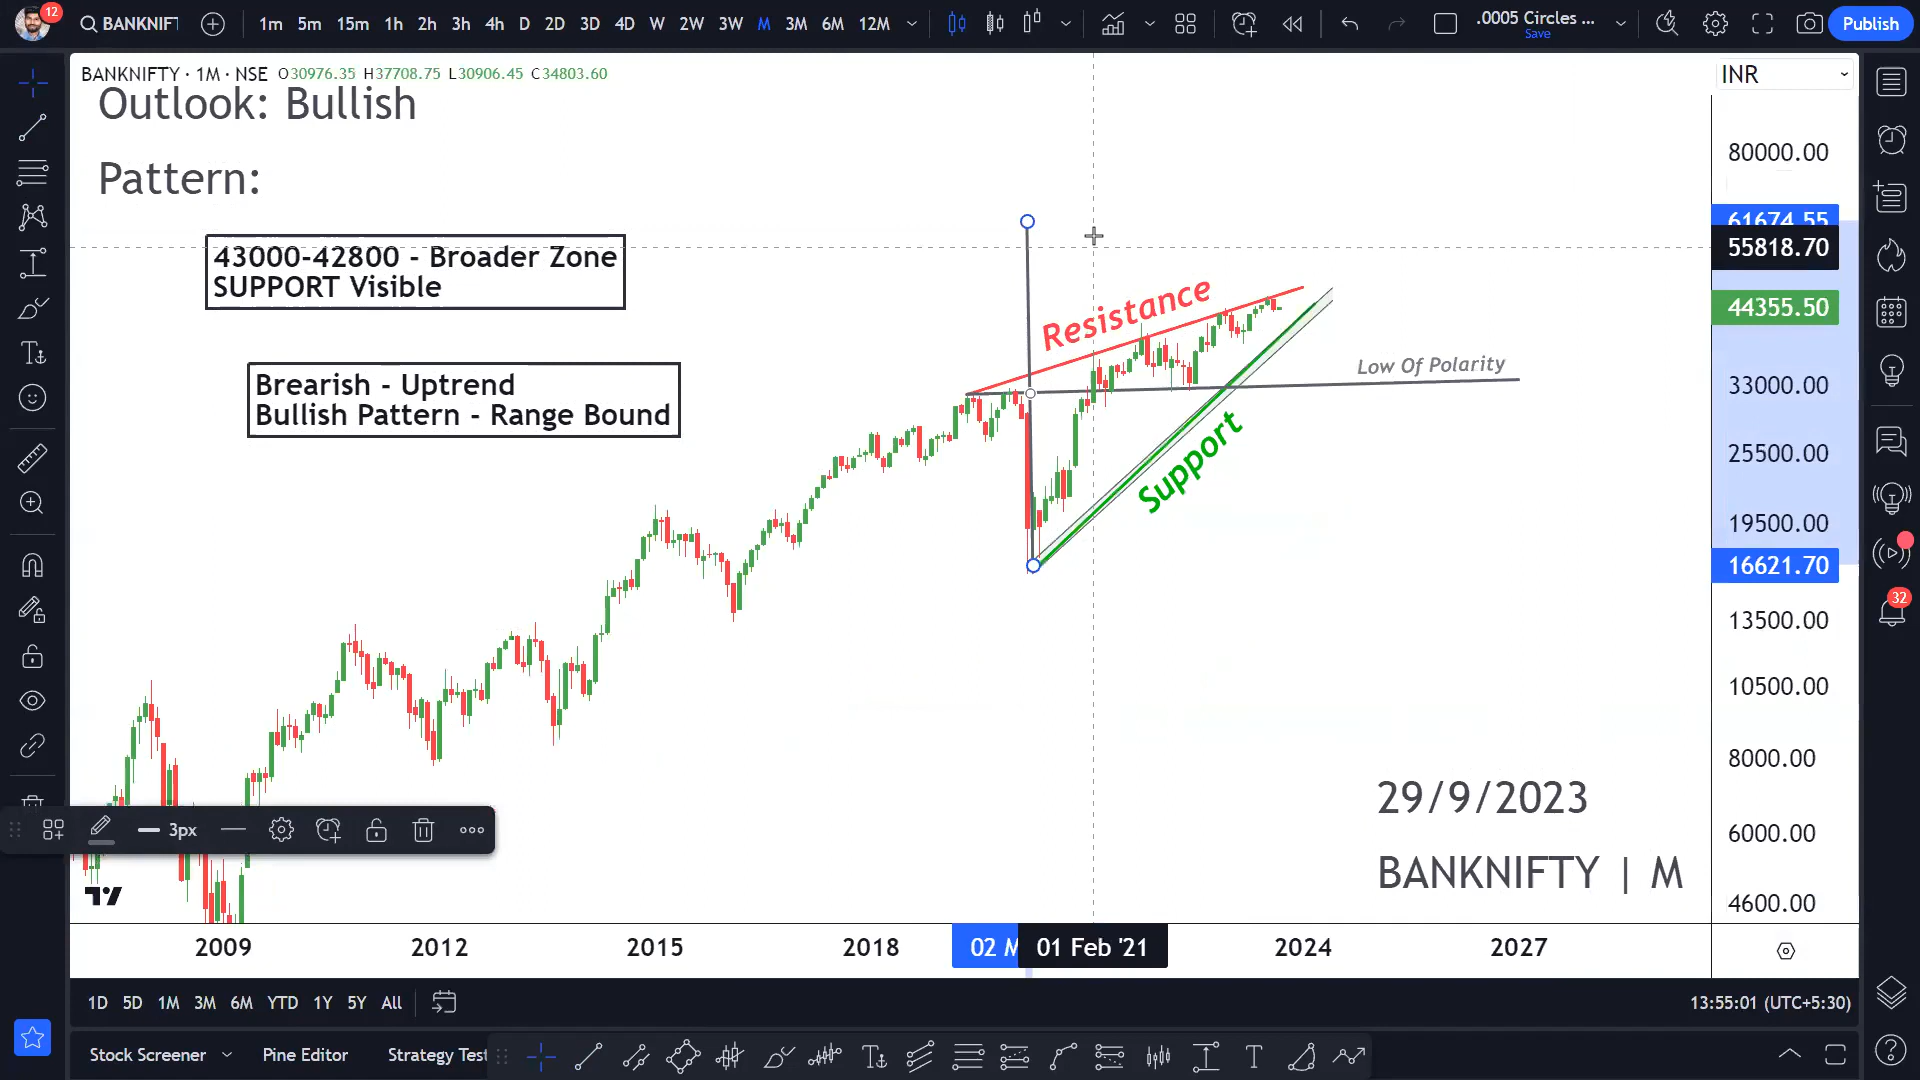 12
BANKNIFT
1m 5m 15m 1h 2h 3h 4h D 2D 3D 4D W 2W 3W M 3M 6M 12M
.0005 Circles ...
Save
Publish
BANKNIFTY · 1M · NSE O30976.35 H37708.75 L30906.45 C34803.60
INR
Outlook: Bullish
Pattern:
43000-42800 - Broader Zone
SUPPORT Visible
Brearish - Uptrend
Bullish Pattern - Range Bound
Resistance
Low Of Polarity
Support
80000.00
61674.55
55818.70
44355.50
33000.00
25500.00
19500.00
16621.70
13500.00
10500.00
8000.00
6000.00
4600.00
32
29/9/2023
BANKNIFTY | M
3px
2009 2012 2015 2018 02 M 01 Feb '21 2024 2027
1D 5D 1M 3M 6M YTD 1Y 5Y All
13:55:01 (UTC+5:30)
Stock Screener Pine Editor Strategy Test